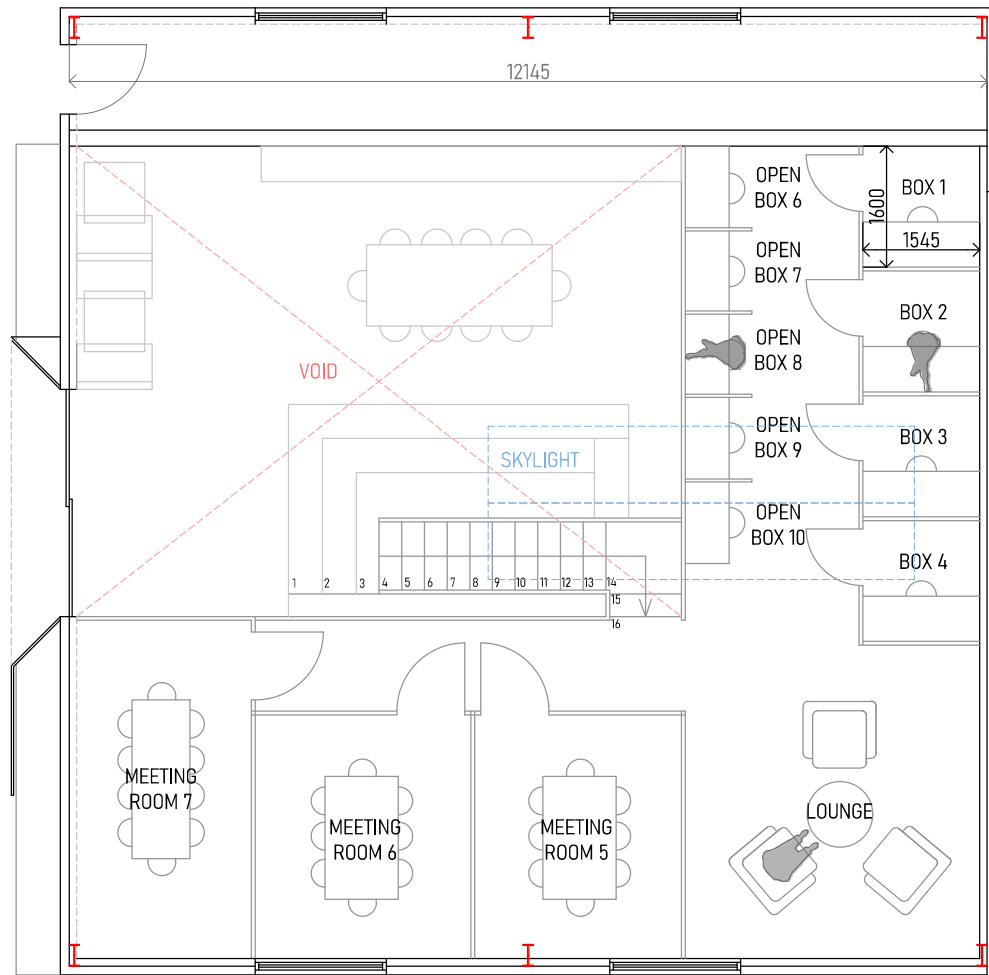 12145
OPEN
BOX 6
BOX 1
1600
1545
OPEN
BOX 7
BOX 2
OPEN
BOX 8
VOID
OPEN
BOX 9
BOX 3
SKYLIGHT
OPEN
BOX 10
BOX 4
1 2 3 4 5 6 7 8 9 10 11 12 13 14
15
16
MEETING
ROOM 7
MEETING
ROOM 6
MEETING
ROOM 5
LOUNGE